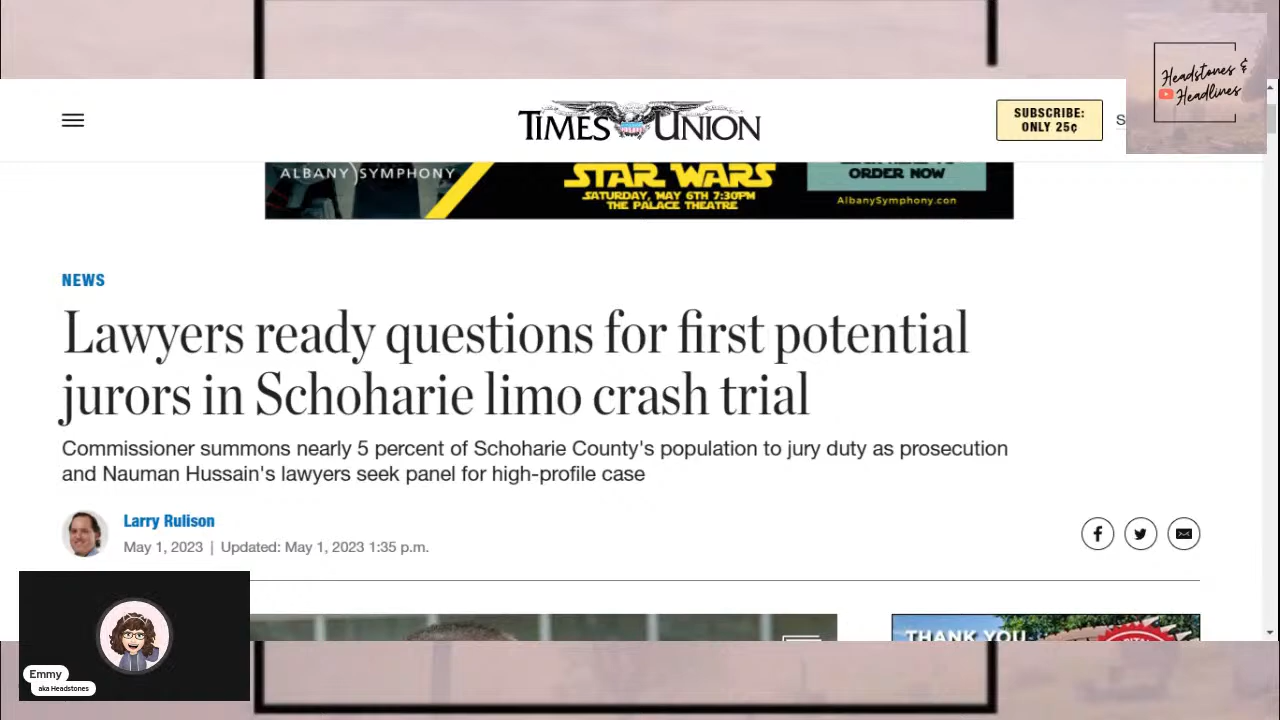 Headstones &
Headlines
TIMES UNION
SUBSCRIBE:
ONLY 25¢
S
ALBANY SYMPHONY
STAR WARS
SATURDAY, MAY 6TH 7:30PM
THE PALACE THEATRE
ORDER NOW
AlbanySymphony.com
NEWS
Lawyers ready questions for first potential
jurors in Schoharie limo crash trial
Commissioner summons nearly 5 percent of Schoharie County's population to jury duty as prosecution
and Nauman Hussain's lawyers seek panel for high-profile case
Larry Rulison
May 1, 2023 | Updated: May 1, 2023 1:35 p.m.
THANK YOU
Emmy
aka Headstones